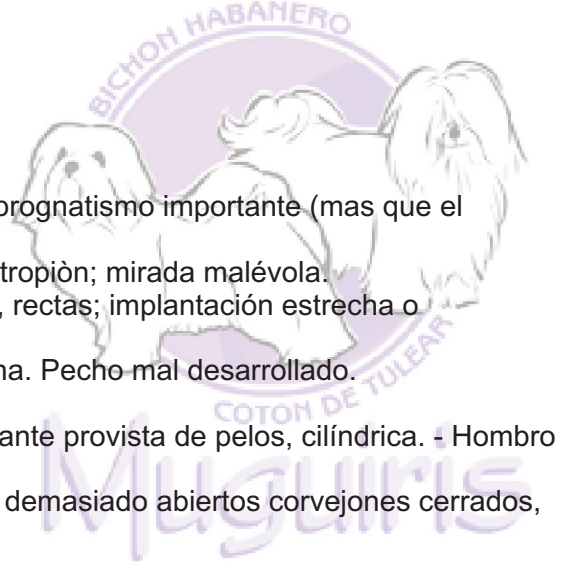 BICHON HABANERO
prognatismo importante (mas que el
tropiòn; mirada malévola.
, rectas; implantación estrecha o
na. Pecho mal desarrollado.
COTON DE TULEAR
ante provista de pelos, cilíndrica. - Hombro
Muguiris
demasiado abiertos corvejones cerrados,